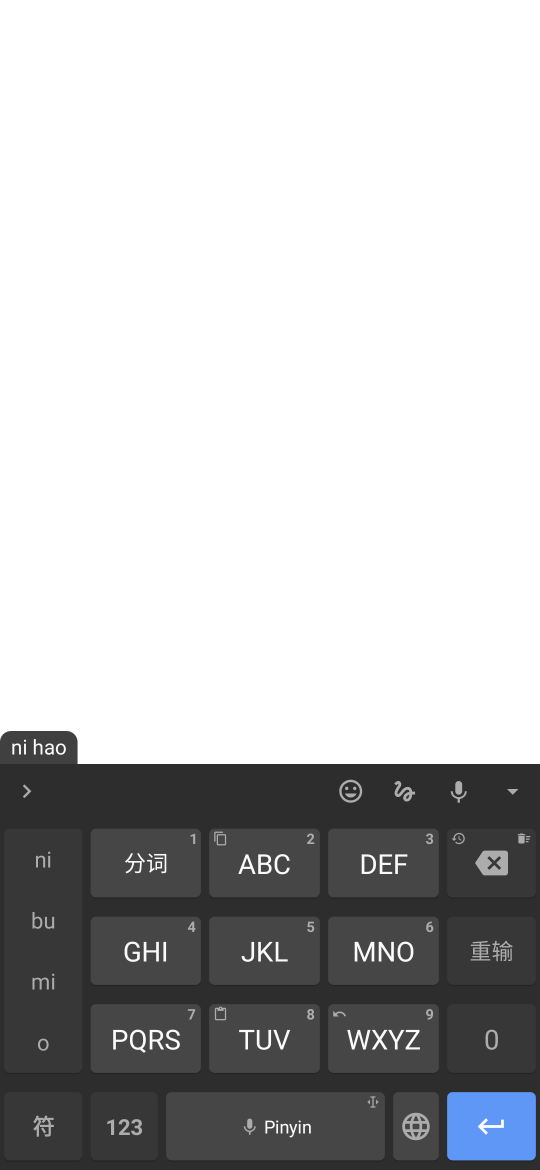 ni hao
ni
bu
mi
o
分词 1
ABC 2
DEF 3
GHI 4
JKL 5
MNO 6
重输
PQRS 7
TUV 8
WXYZ 9
0
符
123
Pinyin